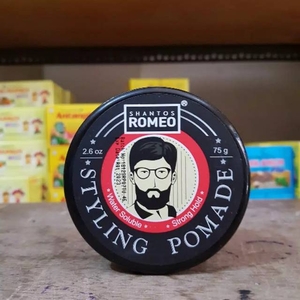 SHANTOS
ROMEO®
2.6 oz
75 g
STYLING POMADE
Water Soluble
Strong Hold